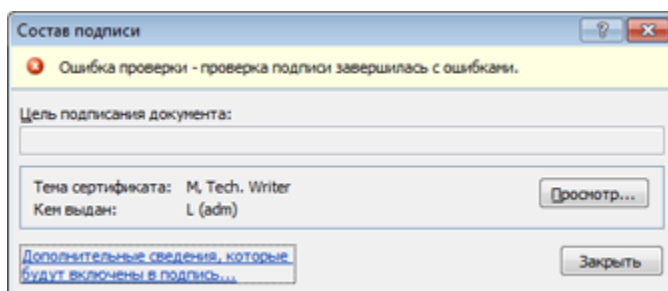 Состав подписи
Ошибка проверки - проверка подписи завершилась с ошибками.
Цель подписания документа:
Тема сертификата: M, Tech. Writer
Просмотр...
Кем выдан: L (adm)
Дополнительные сведения, которые
будут включены в подпись...
Закрыть